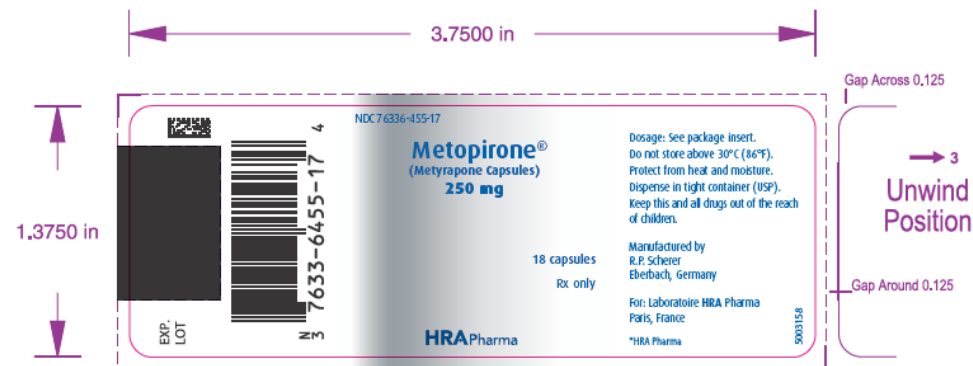 3.7500 in
Gap Across 0.125
1.3750 in
3
Unwind
Position
Gap Around 0.125
EXP.
LOT
N
3
7633-6455-17
4
NDC 76336-455-17
Metopirone®
(Metyrapone Capsules)
250 mg
18 capsules
Rx only
HRAPharma
Dosage: See package insert.
Do not store above 30°C (86°F).
Protect from heat and moisture.
Dispense in tight container (USP).
Keep this and all drugs out of the reach
of children.
Manufactured by
R.P. Scherer
Eberbach, Germany
For: Laboratoire HRA Pharma
Paris, France
*HRA Pharma
5003158